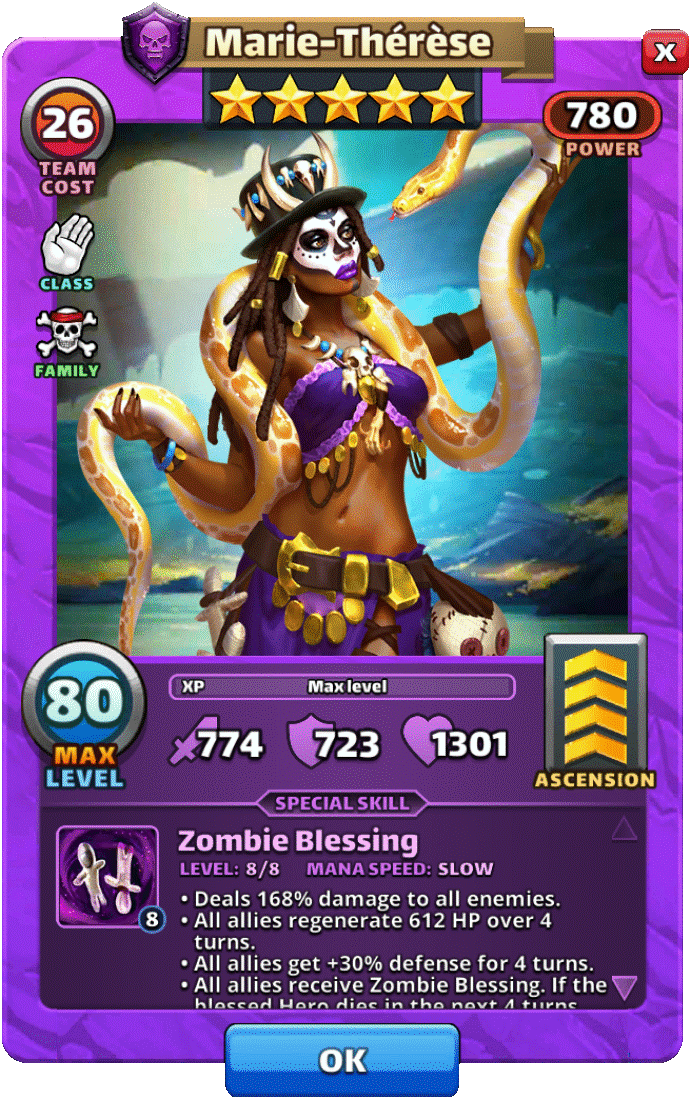 Marie-Thérèse
X
26
TEAM
COST
780
POWER
CLASS
FAMILY
80
MAX
LEVEL
XP Max level
774 723 1301
ASCENSION
SPECIAL SKILL
Zombie Blessing
LEVEL: 8/8 MANA SPEED: SLOW
8
• Deals 168% damage to all enemies.
• All allies regenerate 612 HP over 4
turns.
• All allies get +30% defense for 4 turns.
• All allies receive Zombie Blessing. If the
blessed Hero dies in the next 4 turns
OK